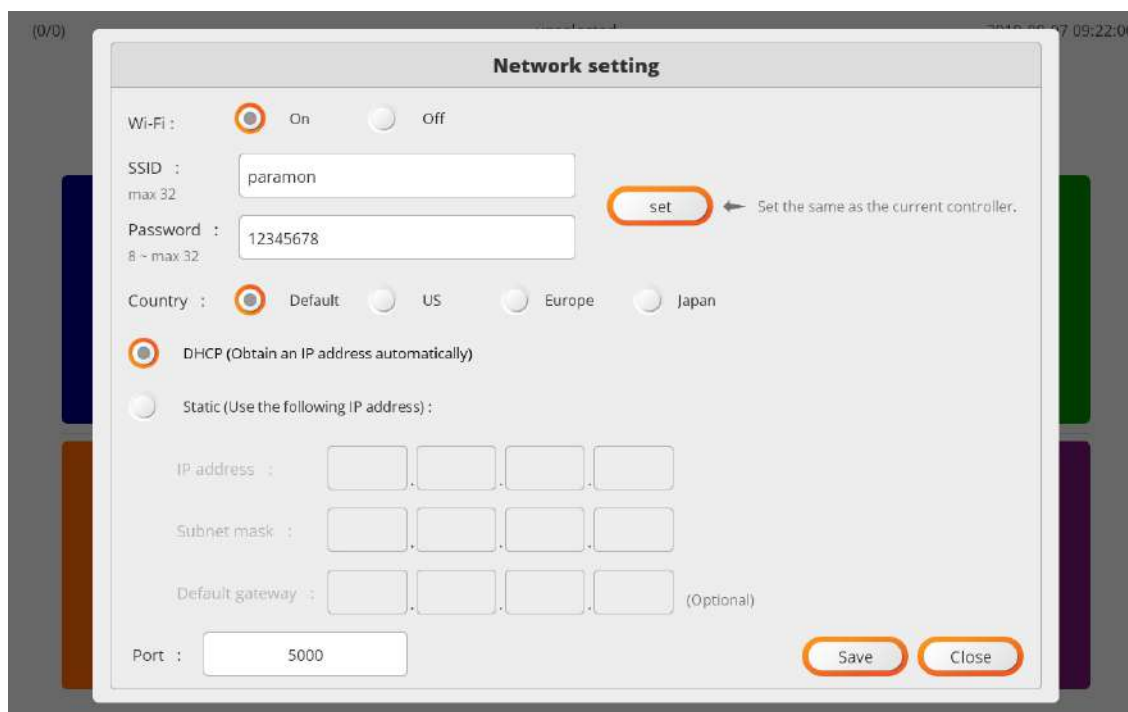 (0/0)
Network setting
Wi-Fi : On Off
SSID :
max 32
paramon
set
Set the same as the current controller.
Password :
8 ~ max 32
12345678
Country : Default US Europe Japan
DHCP (Obtain an IP address automatically)
Static (Use the following IP address) :
IP address : . . .
Subnet mask : . . .
Default gateway : . . . (Optional)
Port : 5000
Save Close